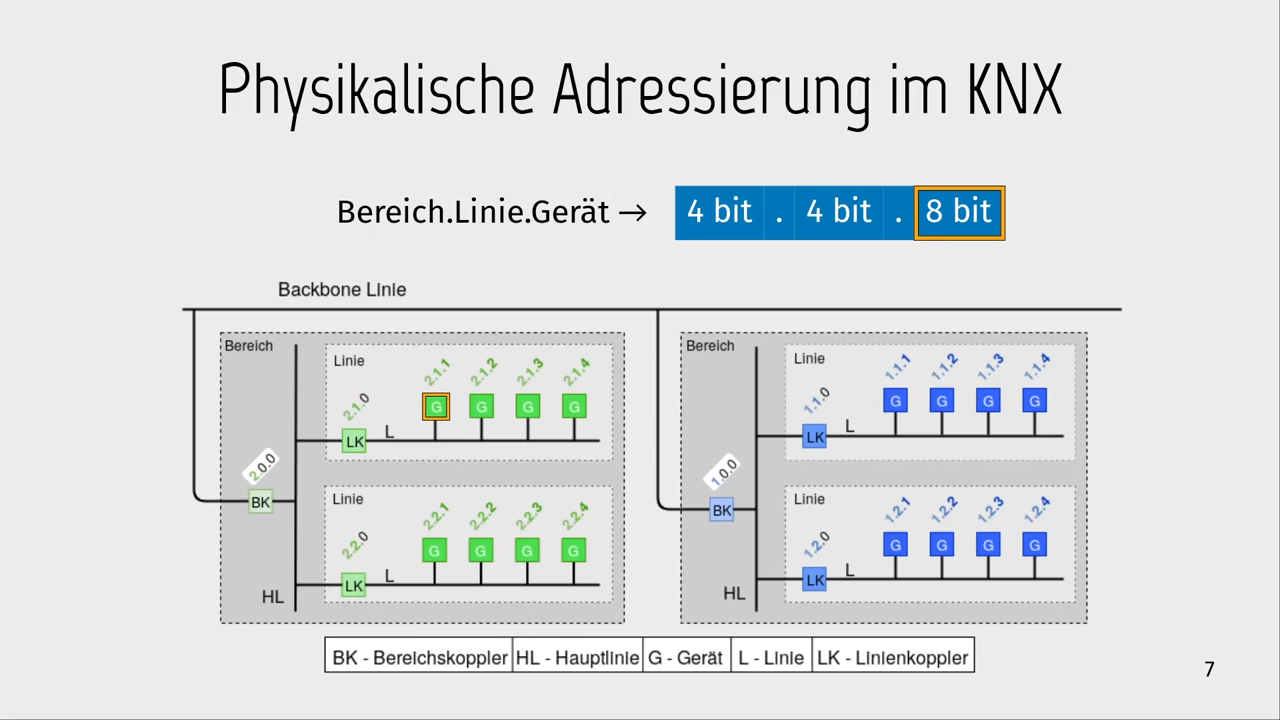 Physikalische Adressierung im KNX
Bereich.Linie.Gerät → 4 bit . 4 bit . 8 bit
Backbone Linie
Bereich
Linie
2.1.0
2.1.1 2.1.2 2.1.3 2.1.4
G G G G
LK L
2.0.0
BK
Linie
2.2.0
2.2.1 2.2.2 2.2.3 2.2.4
G G G G
LK L
HL
Bereich
Linie
1.1.0
1.1.1 1.1.2 1.1.3 1.1.4
G G G G
LK L
1.0.0
BK
Linie
1.2.0
1.2.1 1.2.2 1.2.3 1.2.4
G G G G
LK L
HL
BK - Bereichskoppler HL - Hauptlinie G - Gerät L - Linie LK - Linienkoppler
7